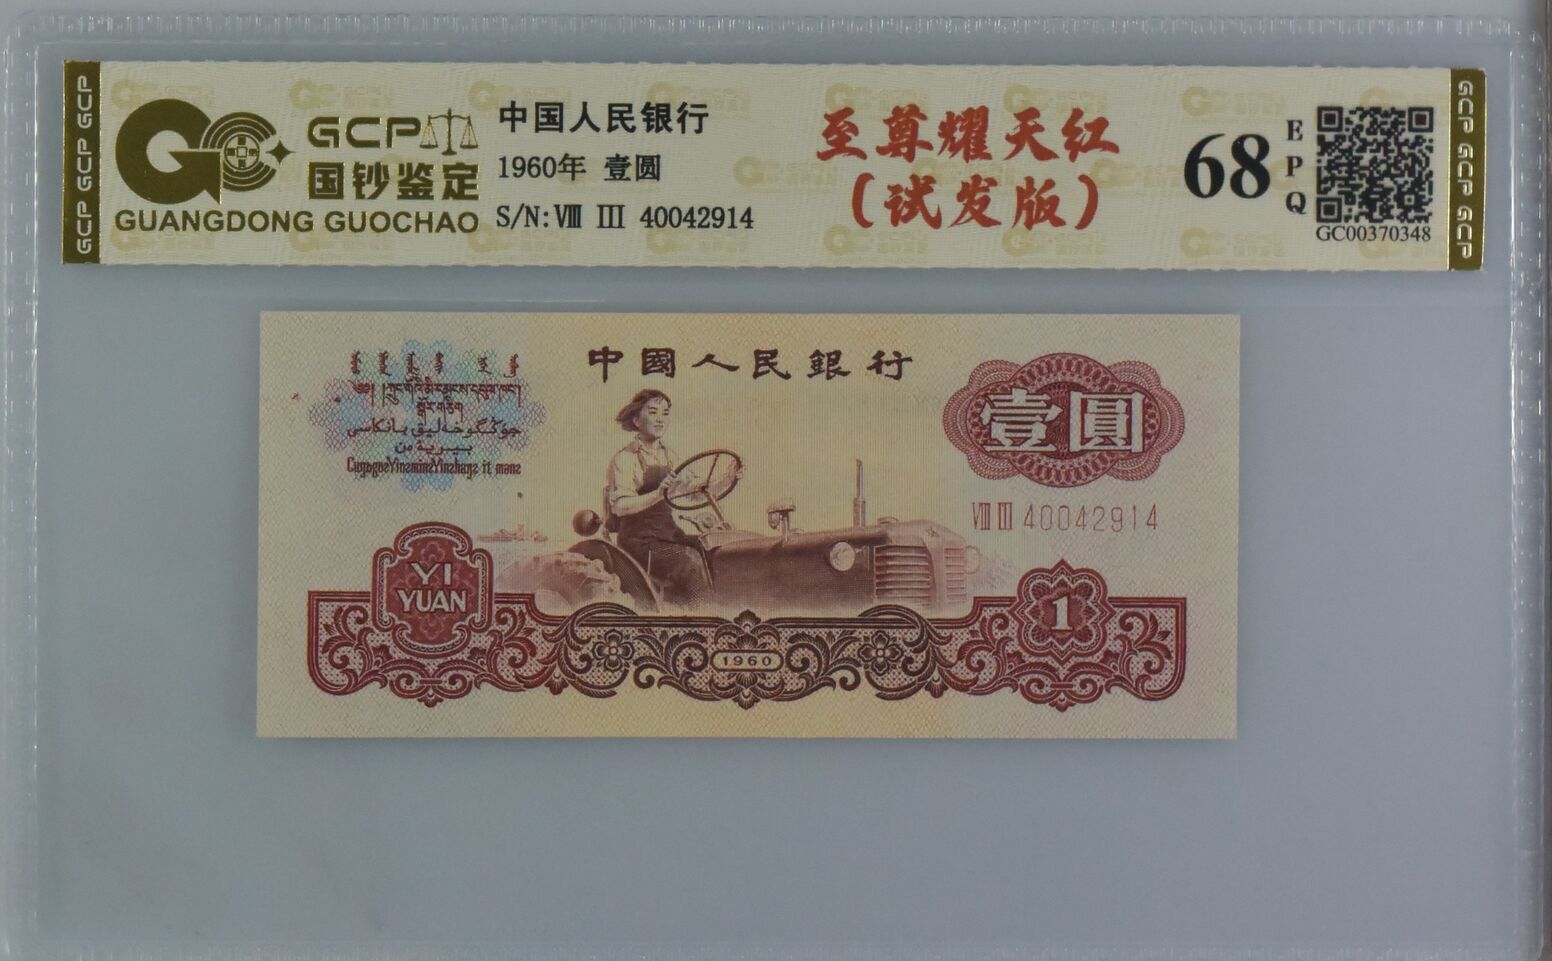 GCP GCP GCP
GCP
国钞鉴定
GUANGDONG GUOCHAO
中国人民银行
1960年 壹圆
S/N: Ⅷ III 40042914
至尊耀天红
(试发版)
68
EPQ
GC00370348
GCP GCP GCP
中國人民銀行
壹圓
Ⅷ Ⅲ 40042914
YI
YUAN
1960
1